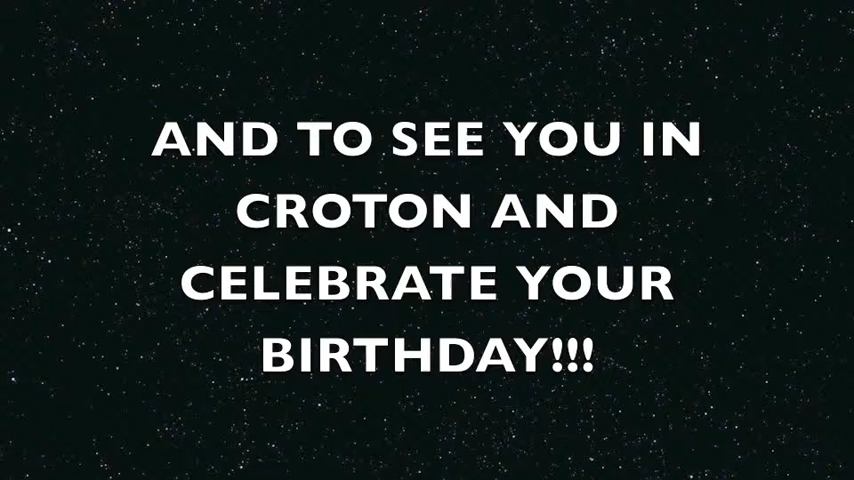 AND TO SEE YOU IN
CROTON AND
CELEBRATE YOUR
BIRTHDAY!!!